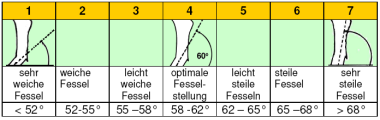 1 2 3 4 5 6 7
60°
sehr weiche leicht optimale leicht steile sehr
weiche Fessel weiche Fessel- steile Fessel steile
Fessel Fessel stellung Fesseln Fessel
< 52° 52-55° 55 –58° 58 -62° 62 – 65° 65 –68° > 68°